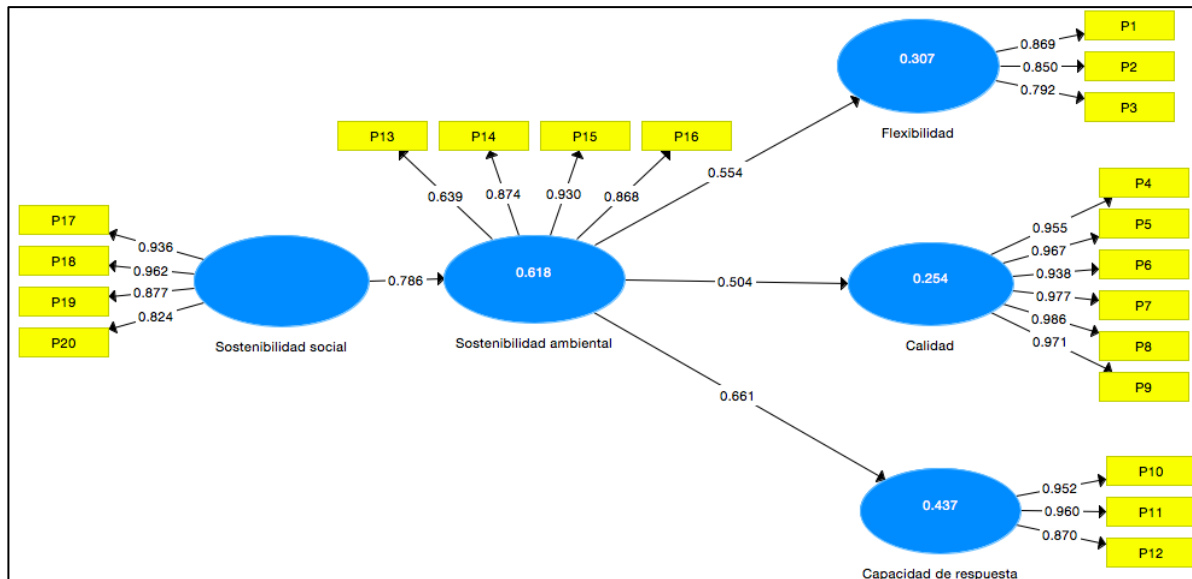 P1
0.869
0.307
0.850
P2
0.792
P3
Flexibilidad
P13
P14
P15
P16
0.639
0.874
0.930
0.868
0.554
P17
0.936
P18
0.962
P19
0.877
P20
0.824
Sostenibilidad social
0.786
0.618
Sostenibilidad ambiental
0.504
0.254
Calidad
P4
0.955
P5
0.967
P6
0.938
P7
0.977
P8
0.986
P9
0.971
0.661
0.437
Capacidad de respuesta
P10
0.952
P11
0.960
P12
0.870